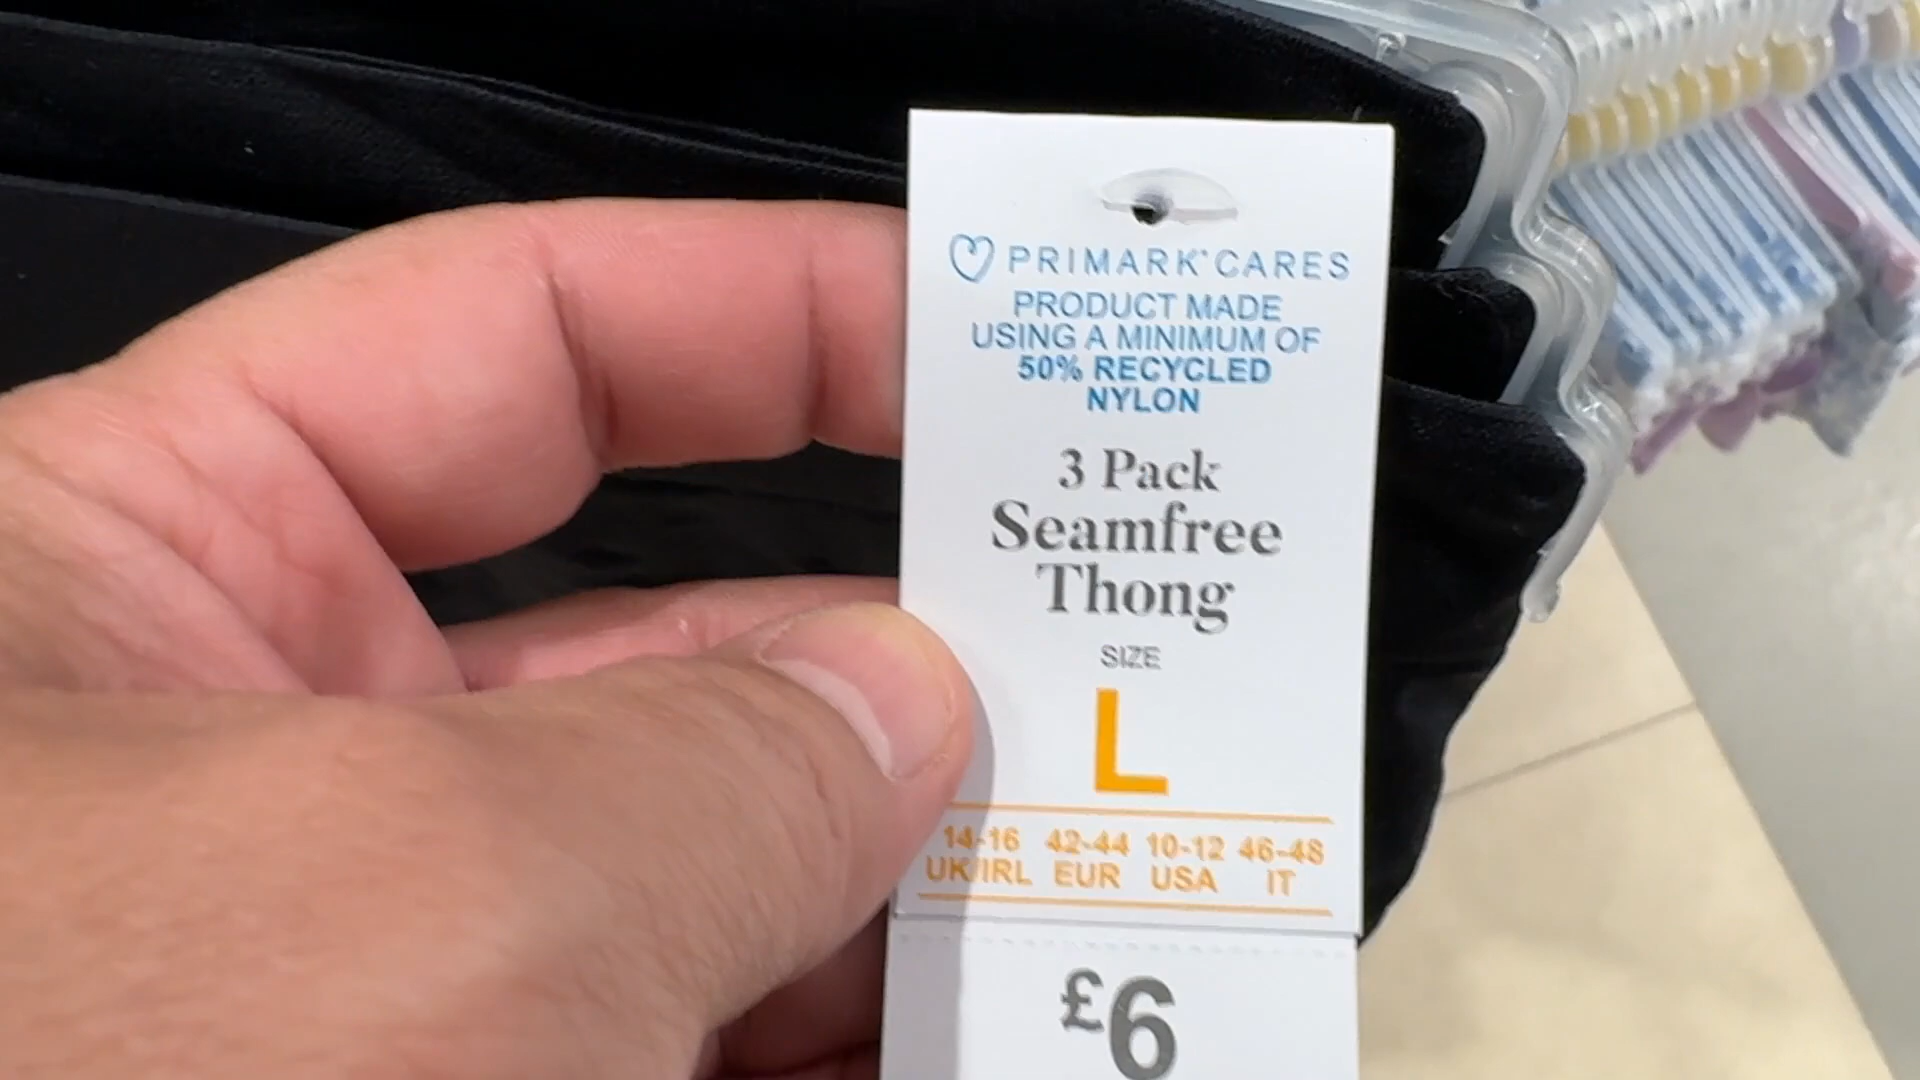 PRIMARK® CARES
PRODUCT MADE
USING A MINIMUM OF
50% RECYCLED
NYLON
3 Pack
Seamfree
Thong
SIZE
L
14-16 42-44 10-12 46-48
UK/IRL EUR USA IT
£6